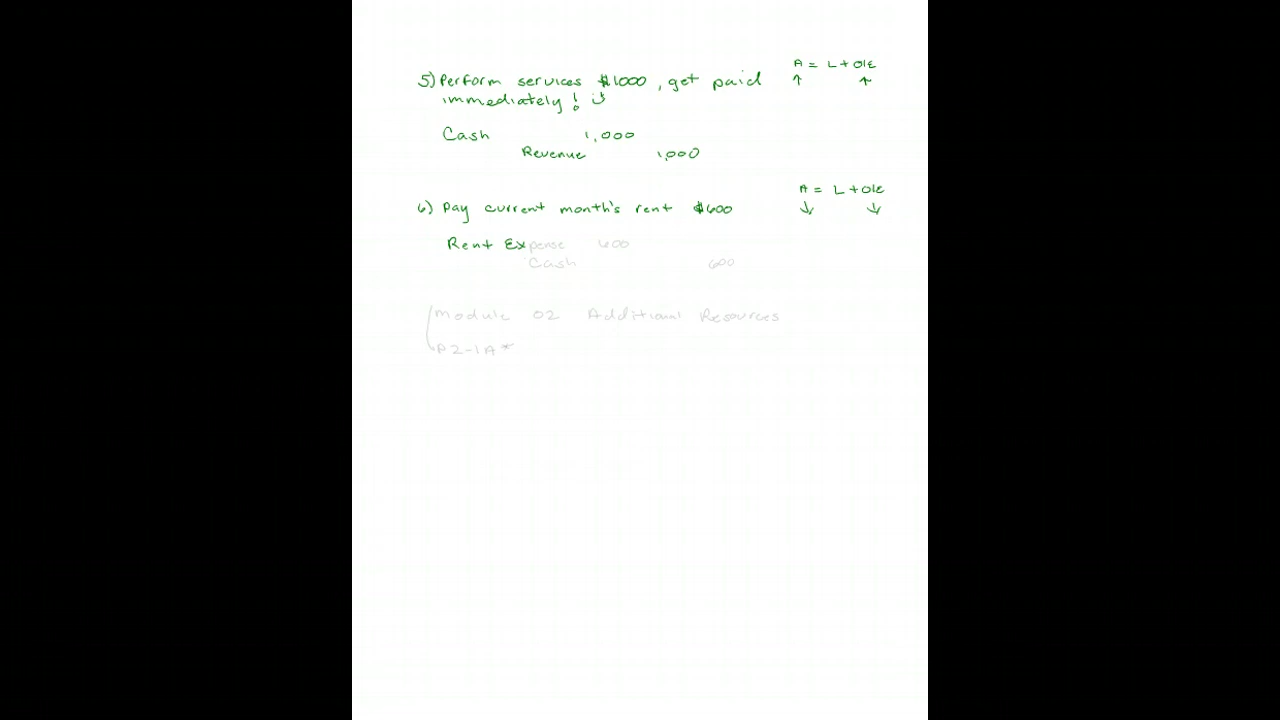 A = L + OE
5) Perform services $1000, get paid
↑ ↑
immediately!
Cash 1,000
Revenue 1,000
A = L + OE
6) Pay current month's rent $600
↓ ↓
Rent Expense 600
Cash 600
Module 02 Additional Resources
P2-1A*